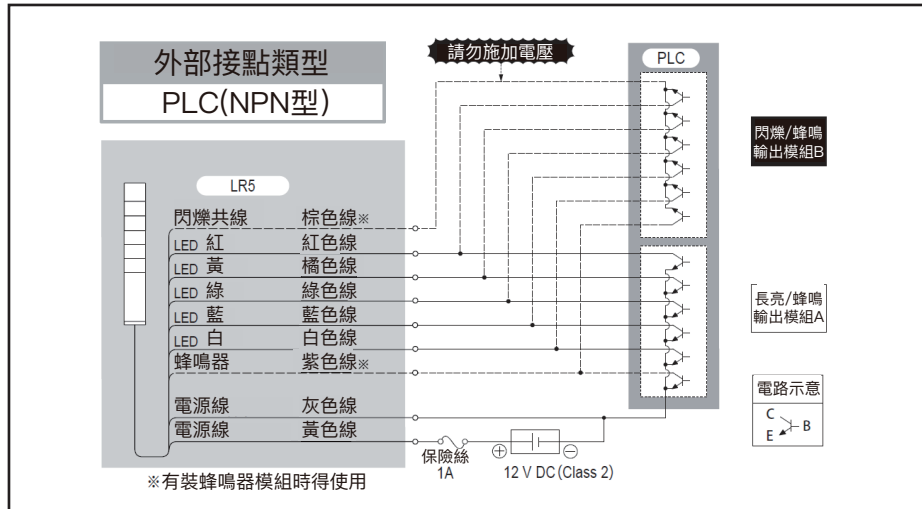 外部接點類型
PLC(NPN型)
請勿施加電壓
PLC
閃爍/蜂鳴
輸出模組B
LR5
閃爍共線 棕色線※
LED 紅 紅色線
LED 黃 橘色線
LED 綠 綠色線
LED 藍 藍色線
LED 白 白色線
蜂鳴器 紫色線※
電源線 灰色線
電源線 黃色線
※有裝蜂鳴器模組時得使用
保險絲
1A
12 V DC (Class 2)
長亮/蜂鳴
輸出模組A
電路示意
C
B
E